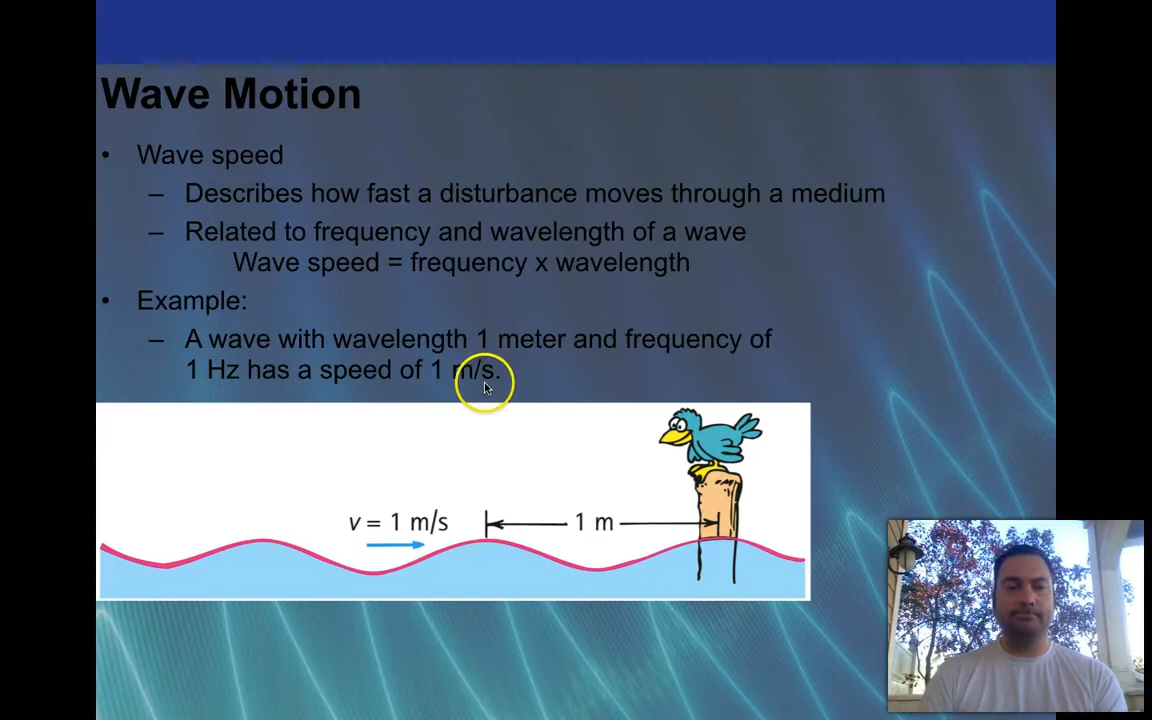 Wave Motion
• Wave speed
– Describes how fast a disturbance moves through a medium
– Related to frequency and wavelength of a wave
Wave speed = frequency x wavelength
• Example:
– A wave with wavelength 1 meter and frequency of
1 Hz has a speed of 1 m/s.
v = 1 m/s
1 m